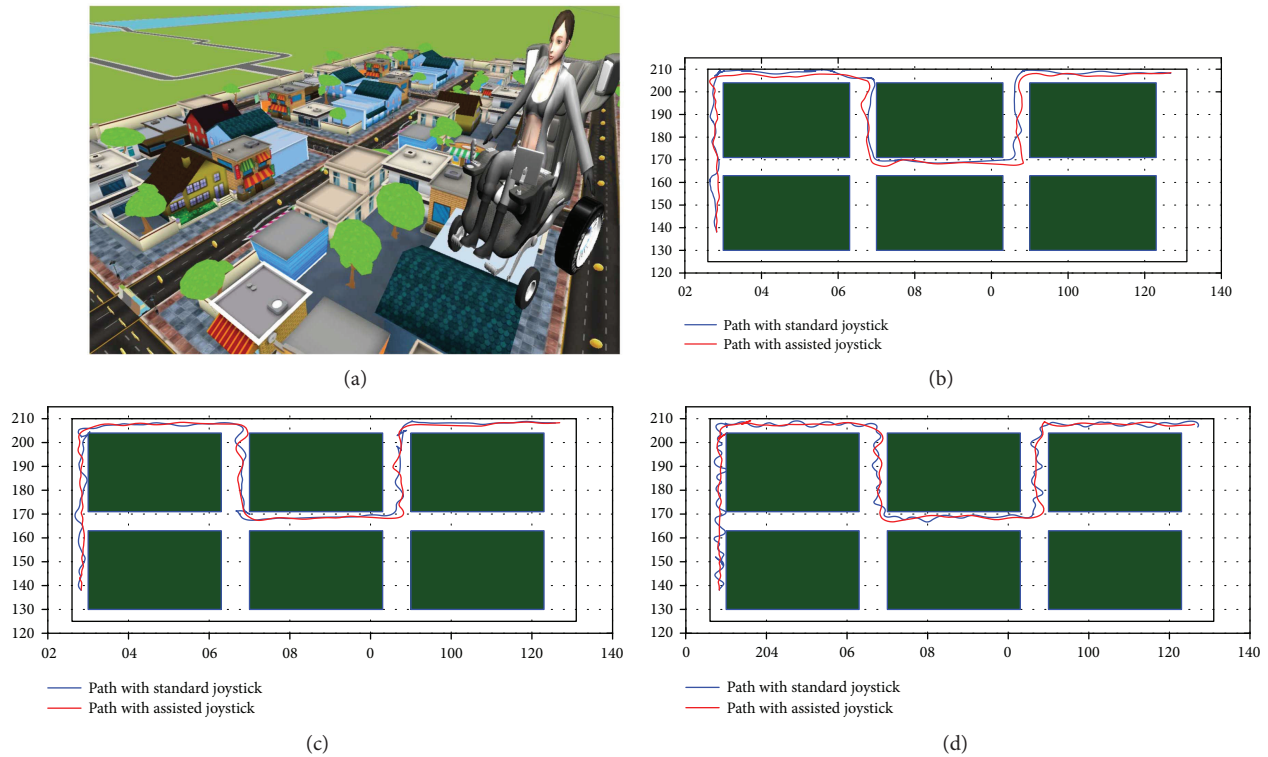 (a)
210
200
190
180
170
160
150
140
130
120
02 04 06 08 0 100 120 140
Path with standard joystick
Path with assisted joystick
(b)
210
200
190
180
170
160
150
140
130
120
02 04 06 08 0 100 120 140
Path with standard joystick
Path with assisted joystick
(c)
210
200
190
180
170
160
150
140
130
120
0 204 06 08 0 100 120 140
Path with standard joystick
Path with assisted joystick
(d)